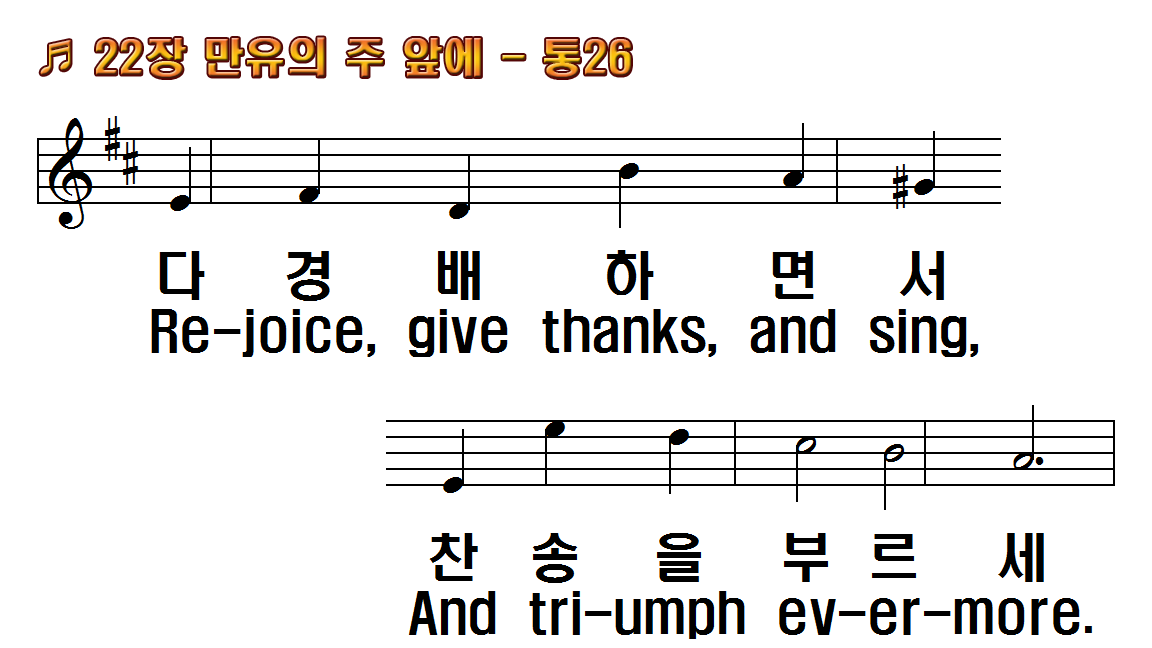 ♬ 22장 만유의 주 앞에 - 통26
다 경 배 하 면 서
Re-joice, give thanks, and sing,
찬 송 을 부 르 세
And tri-umph ev-er-more.